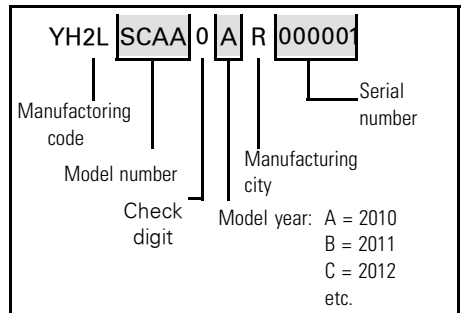 YH2L SCAA 0 A R 000001
Serial
number
Manufactoring
code
Manufacturing
city
Model number
Check
digit
Model year: A = 2010
B = 2011
C = 2012
etc.